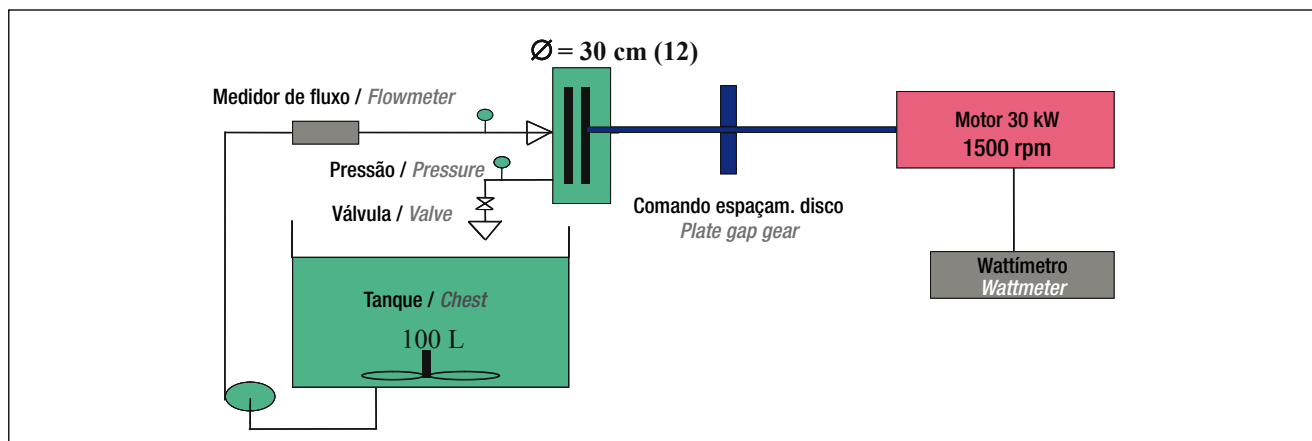 Ø = 30 cm (12)
Medidor de fluxo / Flowmeter
Motor 30 kW
1500 rpm
Pressão / Pressure
Válvula / Valve
Comando espaçam. disco
Plate gap gear
Wattímetro
Wattmeter
Tanque / Chest
100 L